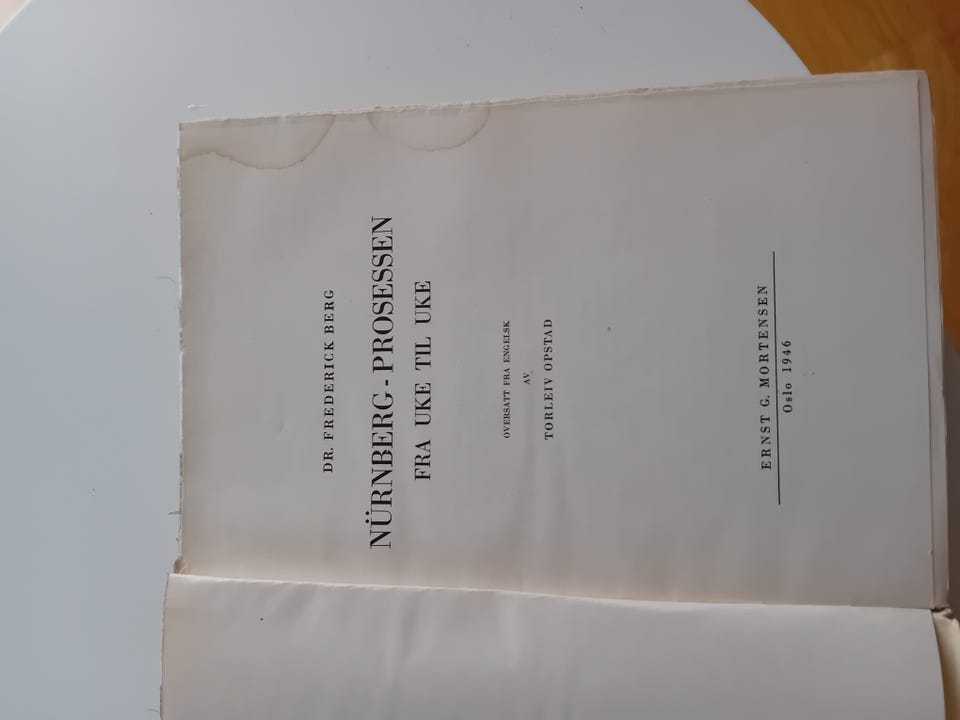 DR. FREDERICK BERG
NÜRNBERG-PROSESSEN
FRA UKE TIL UKE
OVERSATT FRA ENGELSK
AV
TORLEIV OPSTAD
ERNST G. MORTENSEN
Oslo 1946